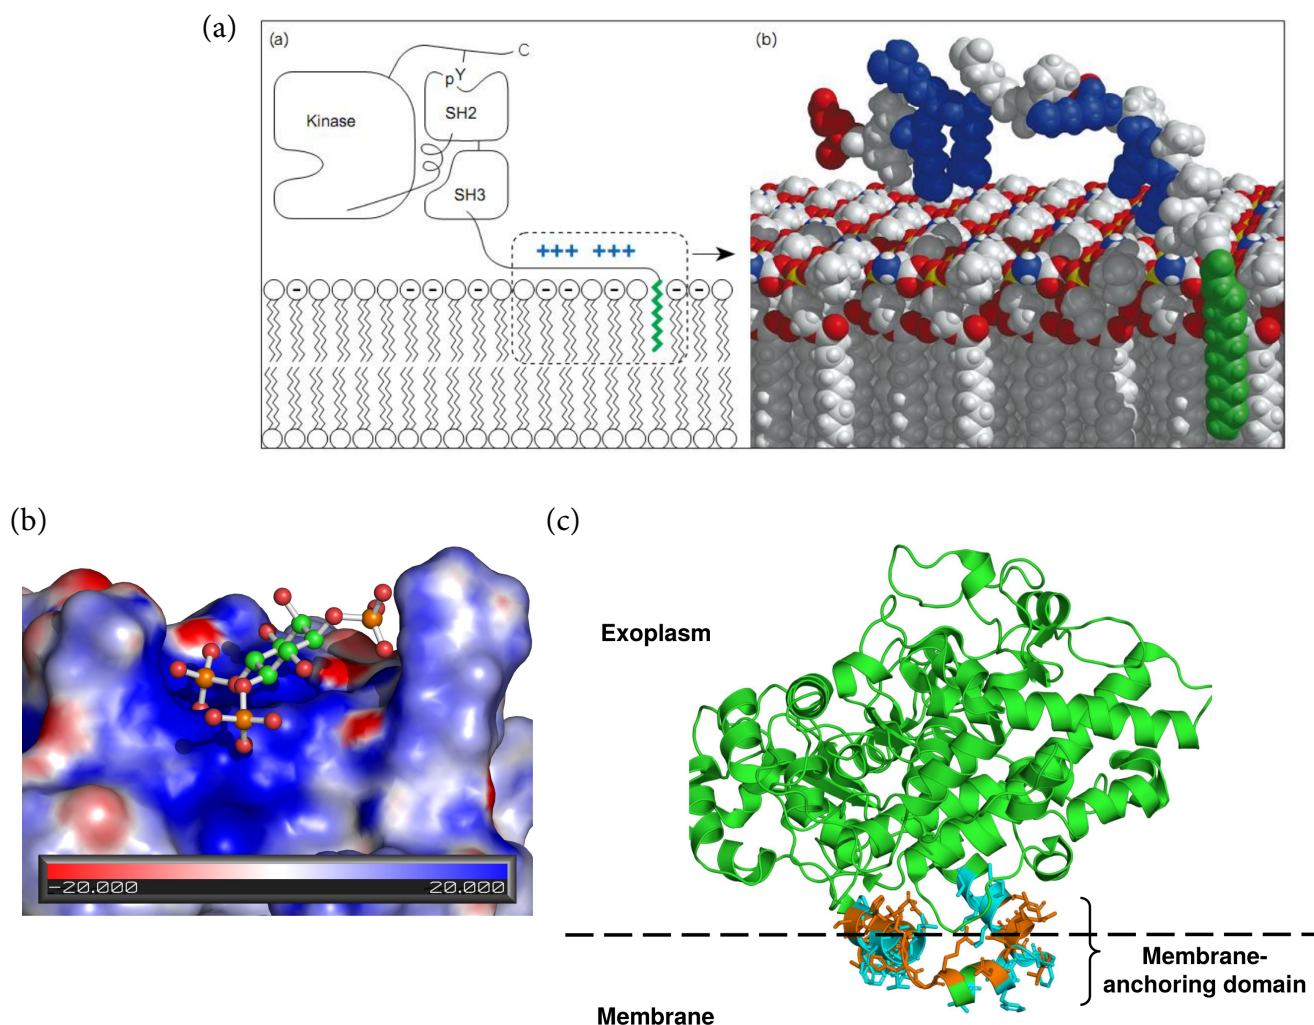 (a)
(a)
C
pY
SH2
Kinase
SH3
+++ +++
- - - - - - - -
(b)
(b)
-20.000 20.000
(c)
Exoplasm
Membrane-
anchoring domain
Membrane